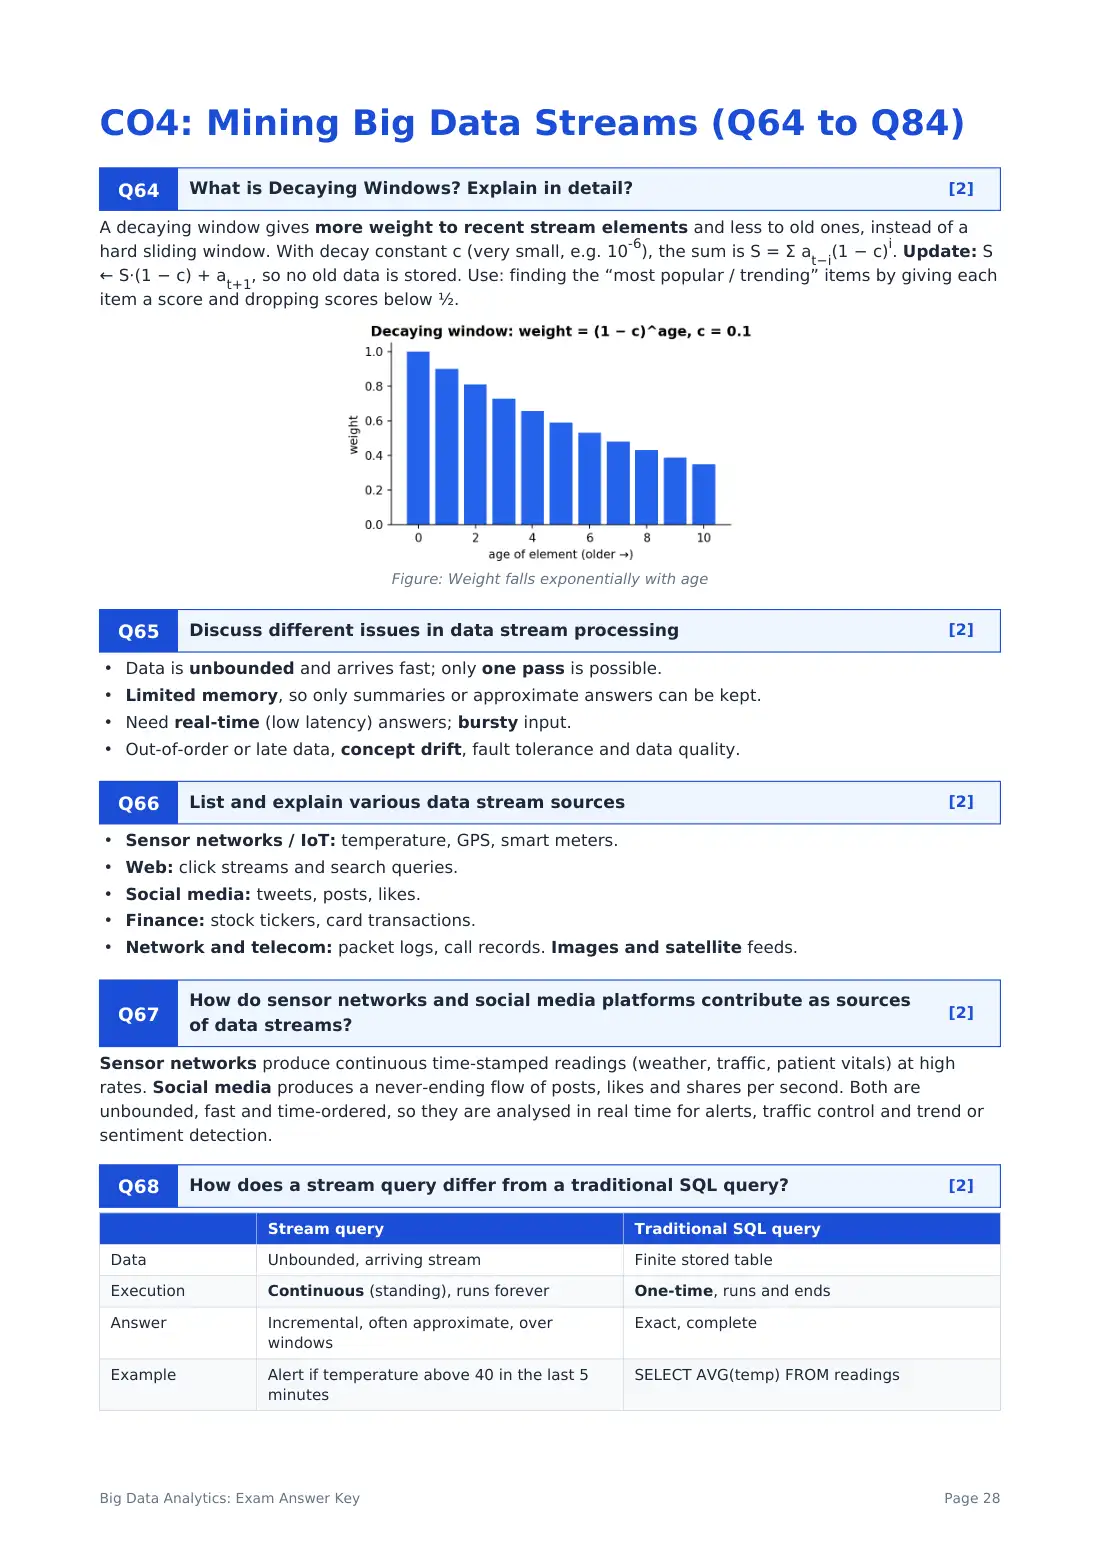 CO4: Mining Big Data Streams (Q64 to Q84)
Q64 What is Decaying Windows? Explain in detail? [2]
A decaying window gives more weight to recent stream elements and less to old ones, instead of a
hard sliding window. With decay constant c (very small, e.g. 10^-6), the sum is S = Σ a_{t−i}(1 − c)^i. Update: S
← S·(1 − c) + a_{t+1}, so no old data is stored. Use: finding the “most popular / trending” items by giving each
item a score and dropping scores below ½.
Decaying window: weight = (1 − c)^age, c = 0.1
1.0
0.8
0.6
0.4
0.2
0.0
weight
0 2 4 6 8 10
age of element (older →)
Figure: Weight falls exponentially with age
Q65 Discuss different issues in data stream processing [2]
• Data is unbounded and arrives fast; only one pass is possible.
• Limited memory, so only summaries or approximate answers can be kept.
• Need real-time (low latency) answers; bursty input.
• Out-of-order or late data, concept drift, fault tolerance and data quality.
Q66 List and explain various data stream sources [2]
• Sensor networks / IoT: temperature, GPS, smart meters.
• Web: click streams and search queries.
• Social media: tweets, posts, likes.
• Finance: stock tickers, card transactions.
• Network and telecom: packet logs, call records. Images and satellite feeds.
Q67 How do sensor networks and social media platforms contribute as sources
of data streams? [2]
Sensor networks produce continuous time-stamped readings (weather, traffic, patient vitals) at high
rates. Social media produces a never-ending flow of posts, likes and shares per second. Both are
unbounded, fast and time-ordered, so they are analysed in real time for alerts, traffic control and trend or
sentiment detection.
Q68 How does a stream query differ from a traditional SQL query? [2]
Stream query Traditional SQL query
Data Unbounded, arriving stream Finite stored table
Execution Continuous (standing), runs forever One-time, runs and ends
Answer Incremental, often approximate, over Exact, complete
windows
Example Alert if temperature above 40 in the last 5 SELECT AVG(temp) FROM readings
minutes
Big Data Analytics: Exam Answer Key Page 28